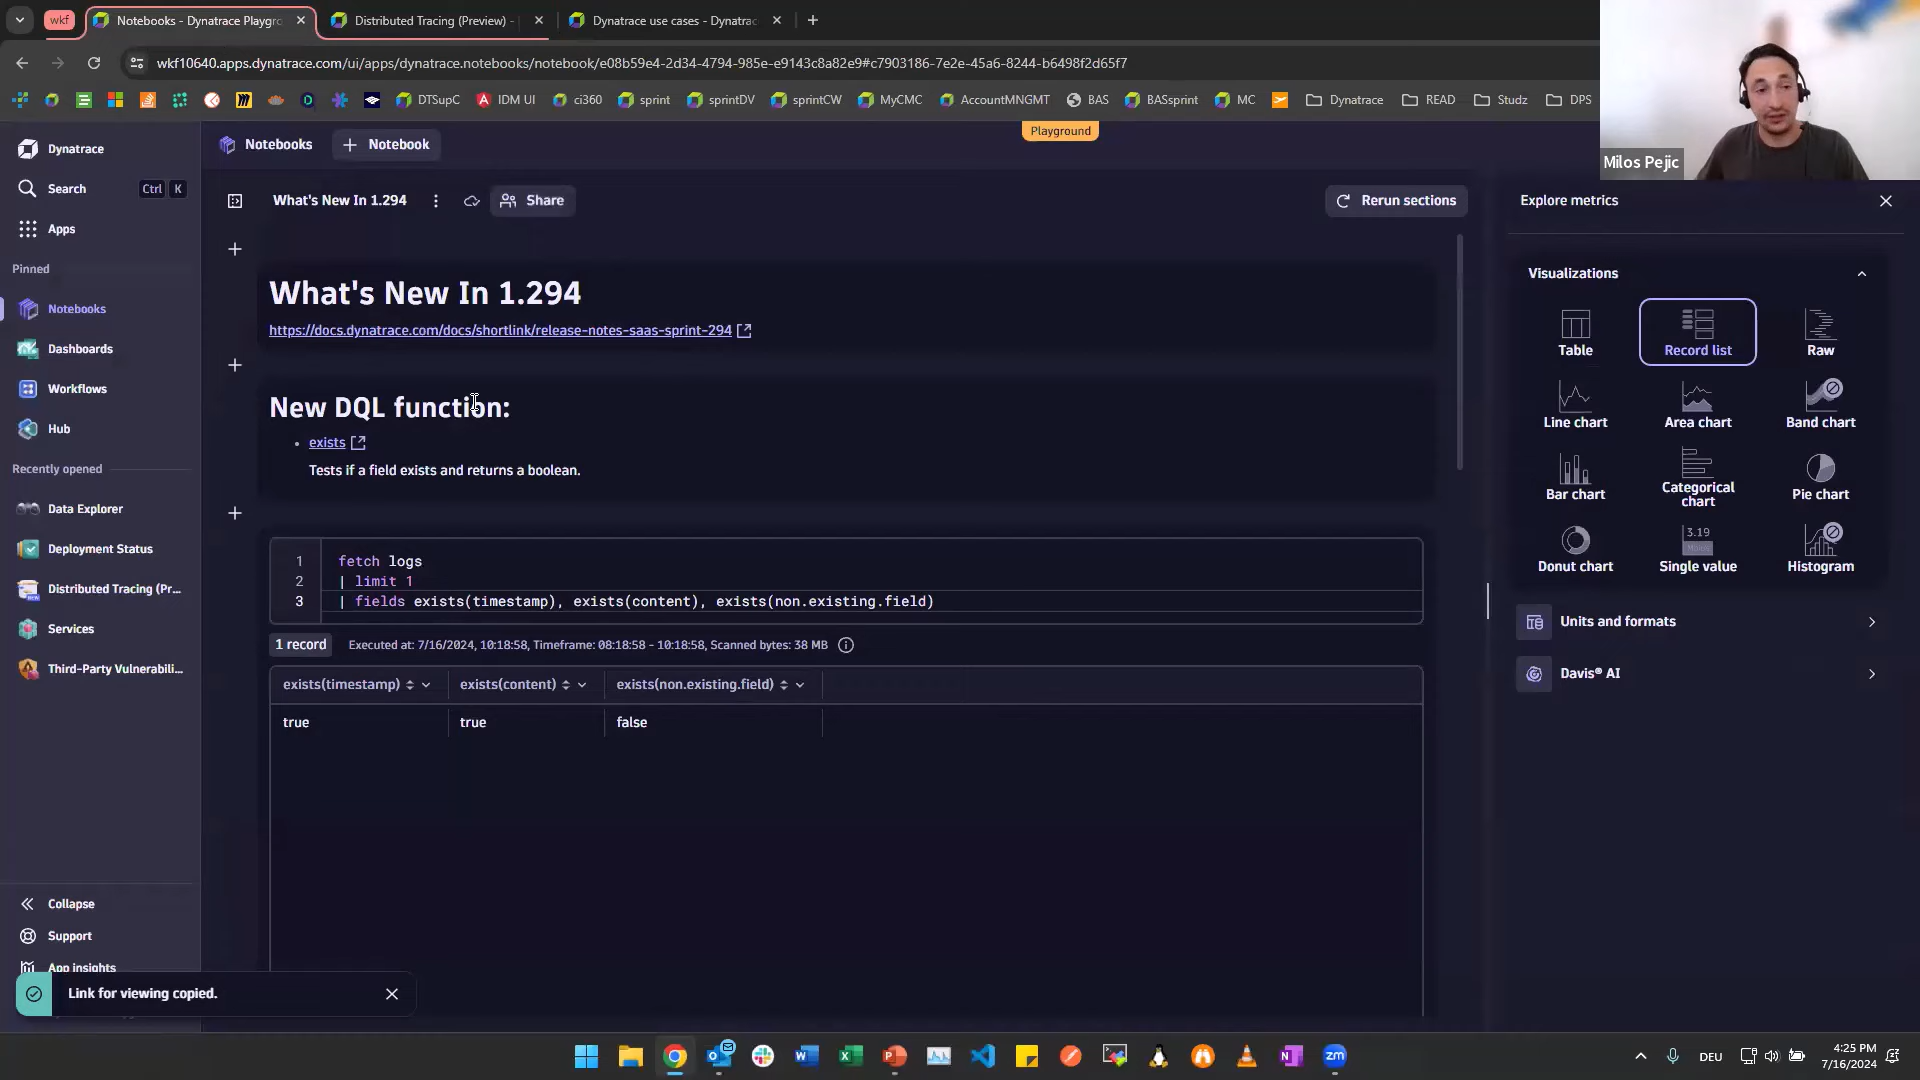 wkf
Notebooks - Dynatrace Playgro
Distributed Tracing (Preview) -
Dynatrace use cases - Dynatrac
wkf10640.apps.dynatrace.com/ui/apps/dynatrace.notebooks/notebook/e08b59e4-2d34-4794-985e-e9143c8a82e9#c7903186-7e2e-45a6-8244-b6498f2d65f7
DTSupC
IDM UI
ci360
sprint
sprintDV
sprintCW
MyCMC
AccountMNGMT
BAS
BASsprint
MC
Dynatrace
READ
Studz
DPS
Milos Pejic
Playground
Dynatrace
Search Ctrl K
Apps
Pinned
Notebooks
Dashboards
Workflows
Hub
Recently opened
Data Explorer
Deployment Status
Distributed Tracing (Pr...
Services
Third-Party Vulnerabili...
Collapse
Support
App insights
Link for viewing copied.
Notebooks
Notebook
What's New In 1.294
Share
Rerun sections
What's New In 1.294
https://docs.dynatrace.com/docs/shortlink/release-notes-saas-sprint-294
New DQL function:
• exists
Tests if a field exists and returns a boolean.
1 fetch logs
2 | limit 1
3 | fields exists(timestamp), exists(content), exists(non.existing.field)
1 record Executed at: 7/16/2024, 10:18:58, Timeframe: 08:18:58 - 10:18:58, Scanned bytes: 38 MB
exists(timestamp) exists(content) exists(non.existing.field)
true true false
Explore metrics
Visualizations
Table
Record list
Raw
Line chart
Area chart
Band chart
Bar chart
Categorical chart
Pie chart
Donut chart
3.19
Single value
Histogram
Units and formats
Davis® AI
zm
DEU
4:25 PM
7/16/2024